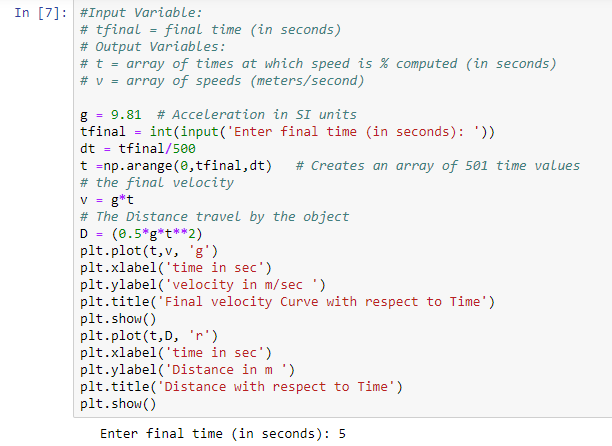 In [7]: #Input Variable:
# tfinal = final time (in seconds)
# Output Variables:
# t = array of times at which speed is % computed (in seconds)
# v = array of speeds (meters/second)
g = 9.81  # Acceleration in SI units
tfinal = int(input('Enter final time (in seconds): '))
dt = tfinal/500
t =np.arange(0,tfinal,dt)   # Creates an array of 501 time values
# the final velocity
v = g*t
# The Distance travel by the object
D = (0.5*g*t**2)
plt.plot(t,v, 'g')
plt.xlabel('time in sec')
plt.ylabel('velocity in m/sec ')
plt.title('Final velocity Curve with respect to Time')
plt.show()
plt.plot(t,D, 'r')
plt.xlabel('time in sec')
plt.ylabel('Distance in m ')
plt.title('Distance with respect to Time')
plt.show()
Enter final time (in seconds): 5